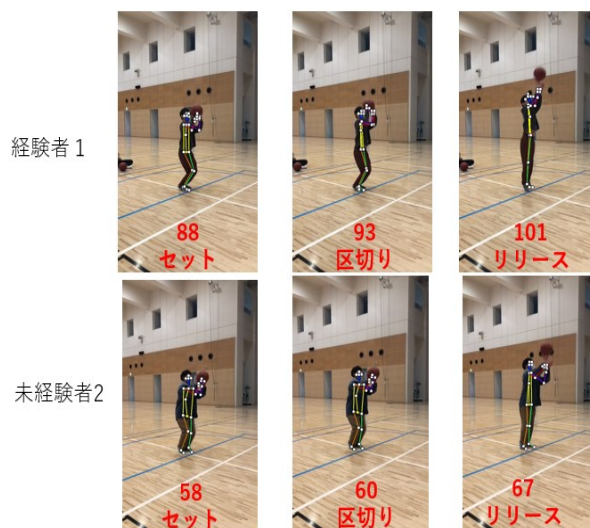 経験者１
88
セット
93
区切り
101
リリース
未経験者2
58
セット
60
区切り
67
リリース